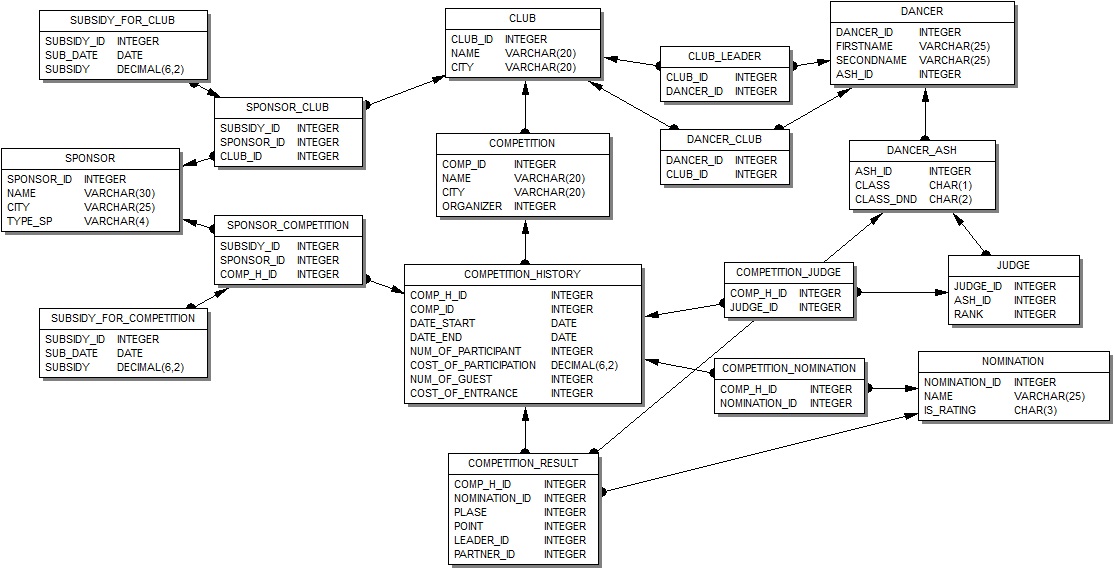 SUBSIDY_FOR_CLUB
SUBSIDY_ID INTEGER
SUB_DATE DATE
SUBSIDY DECIMAL(6,2)
CLUB
CLUB_ID INTEGER
NAME VARCHAR(20)
CITY VARCHAR(20)
DANCER
DANCER_ID INTEGER
FIRSTNAME VARCHAR(25)
SECONDNAME VARCHAR(25)
ASH_ID INTEGER
CLUB_LEADER
CLUB_ID INTEGER
DANCER_ID INTEGER
SPONSOR_CLUB
SUBSIDY_ID INTEGER
SPONSOR_ID INTEGER
CLUB_ID INTEGER
SPONSOR
SPONSOR_ID INTEGER
NAME VARCHAR(30)
CITY VARCHAR(25)
TYPE_SP VARCHAR(4)
COMPETITION
COMP_ID INTEGER
NAME VARCHAR(20)
CITY VARCHAR(20)
ORGANIZER INTEGER
DANCER_CLUB
DANCER_ID INTEGER
CLUB_ID INTEGER
DANCER_ASH
ASH_ID INTEGER
CLASS CHAR(1)
CLASS_DND CHAR(2)
SPONSOR_COMPETITION
SUBSIDY_ID INTEGER
SPONSOR_ID INTEGER
COMP_H_ID INTEGER
SUBSIDY_FOR_COMPETITION
SUBSIDY_ID INTEGER
SUB_DATE DATE
SUBSIDY DECIMAL(6,2)
COMPETITION_HISTORY
COMP_H_ID INTEGER
COMP_ID INTEGER
DATE_START DATE
DATE_END DATE
NUM_OF_PARTICIPANT INTEGER
COST_OF_PARTICIPATION DECIMAL(6,2)
NUM_OF_GUEST INTEGER
COST_OF_ENTRANCE INTEGER
COMPETITION_JUDGE
COMP_H_ID INTEGER
JUDGE_ID INTEGER
JUDGE
JUDGE_ID INTEGER
ASH_ID INTEGER
RANK INTEGER
COMPETITION_NOMINATION
COMP_H_ID INTEGER
NOMINATION_ID INTEGER
NOMINATION
NOMINATION_ID INTEGER
NAME VARCHAR(25)
IS_RATING CHAR(3)
COMPETITION_RESULT
COMP_H_ID INTEGER
NOMINATION_ID INTEGER
PLASE INTEGER
POINT INTEGER
LEADER_ID INTEGER
PARTNER_ID INTEGER